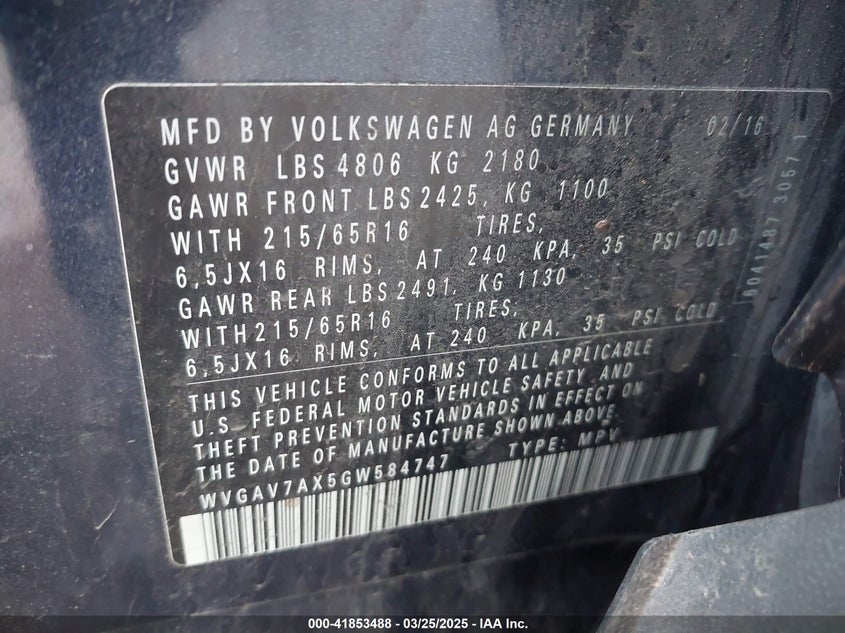 MFD BY VOLKSWAGEN AG GERMANY 02/16
GVWR LBS 4806 KG 2180
GAWR FRONT LBS 2425, KG 1100
WITH 215/65R16 TIRES,
6,5JX16 RIMS, AT 240 KPA, 35 PSI COLD
GAWR REAR LBS 2491, KG 1130
WITH 215/65R16 TIRES,
6,5JX16 RIMS, AT 240 KPA, 35 PSI COLD
THIS VEHICLE CONFORMS TO ALL APPLICABLE
U.S. FEDERAL MOTOR VEHICLE SAFETY AND
THEFT PREVENTION STANDARDS IN EFFECT ON
THE DATE OF MANUFACTURE SHOWN ABOVE.
WVGAV7AX5GW584747 TYPE: MPV
3057 1
000-41853488 — 03/25/2025 — IAA Inc.